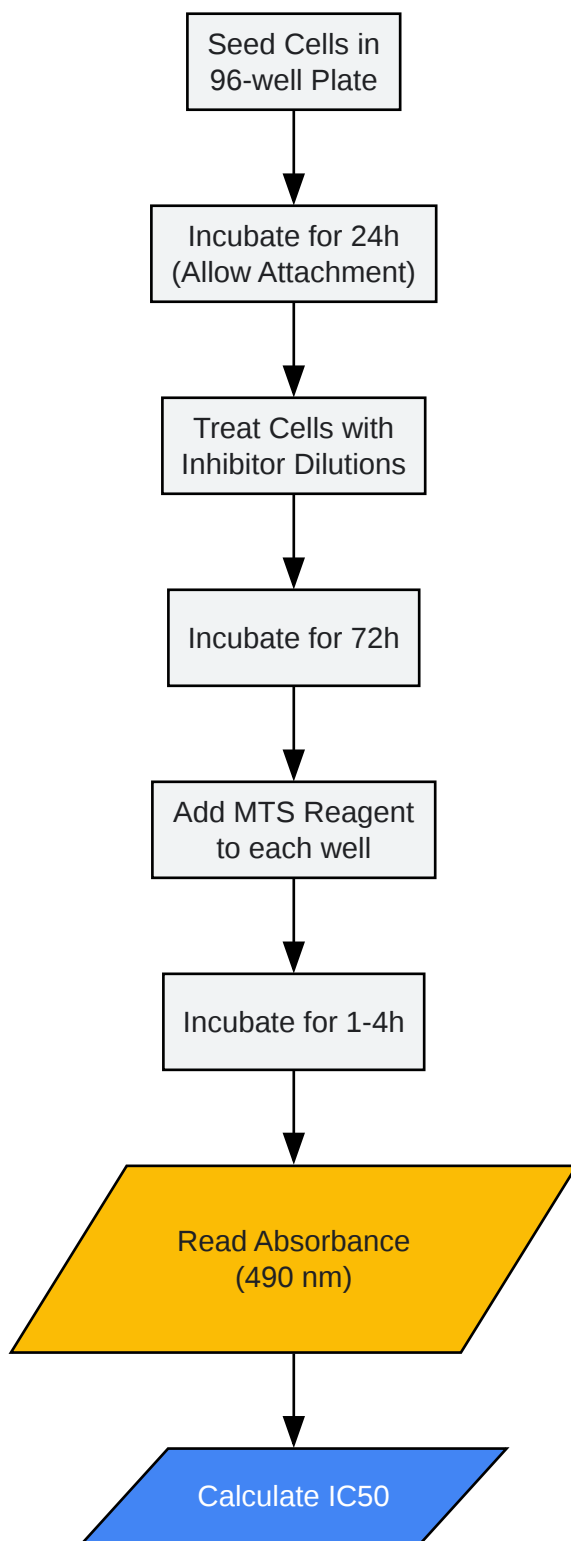 Seed Cells in
96-well Plate
Incubate for 24h
(Allow Attachment)
Treat Cells with
Inhibitor Dilutions
Incubate for 72h
Add MTS Reagent
to each well
Incubate for 1-4h
Read Absorbance
(490 nm)
Calculate IC50